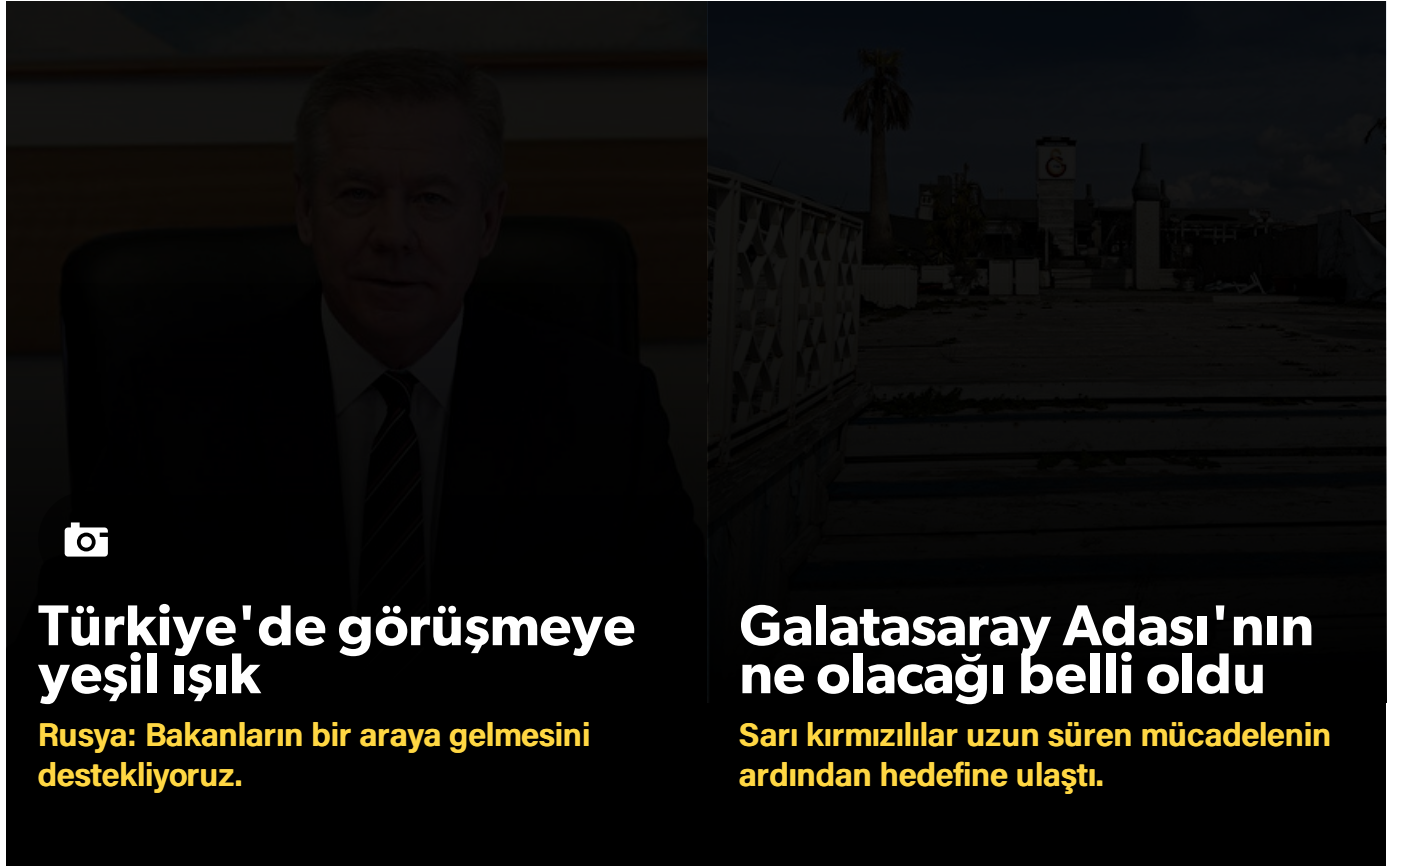 Türkiye'de görüşmeye
yeşil ışık
Rusya: Bakanların bir araya gelmesini
destekliyoruz.
Galatasaray Adası'nın
ne olacağı belli oldu
Sarı kırmızılılar uzun süren mücadelenin
ardından hedefine ulaştı.